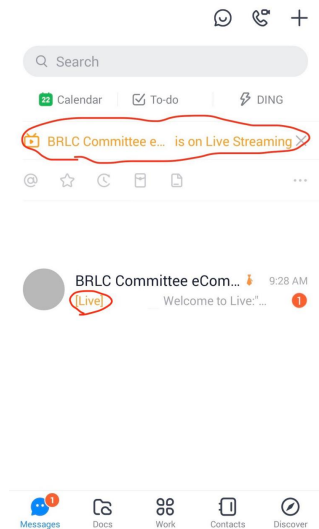 Search
22 Calendar To-do DING
BRLC Committee e... is on Live Streaming
BRLC Committee eCom... 9:28 AM
[Live] Welcome to Live:"... 1
1
Messages Docs Work Contacts Discover